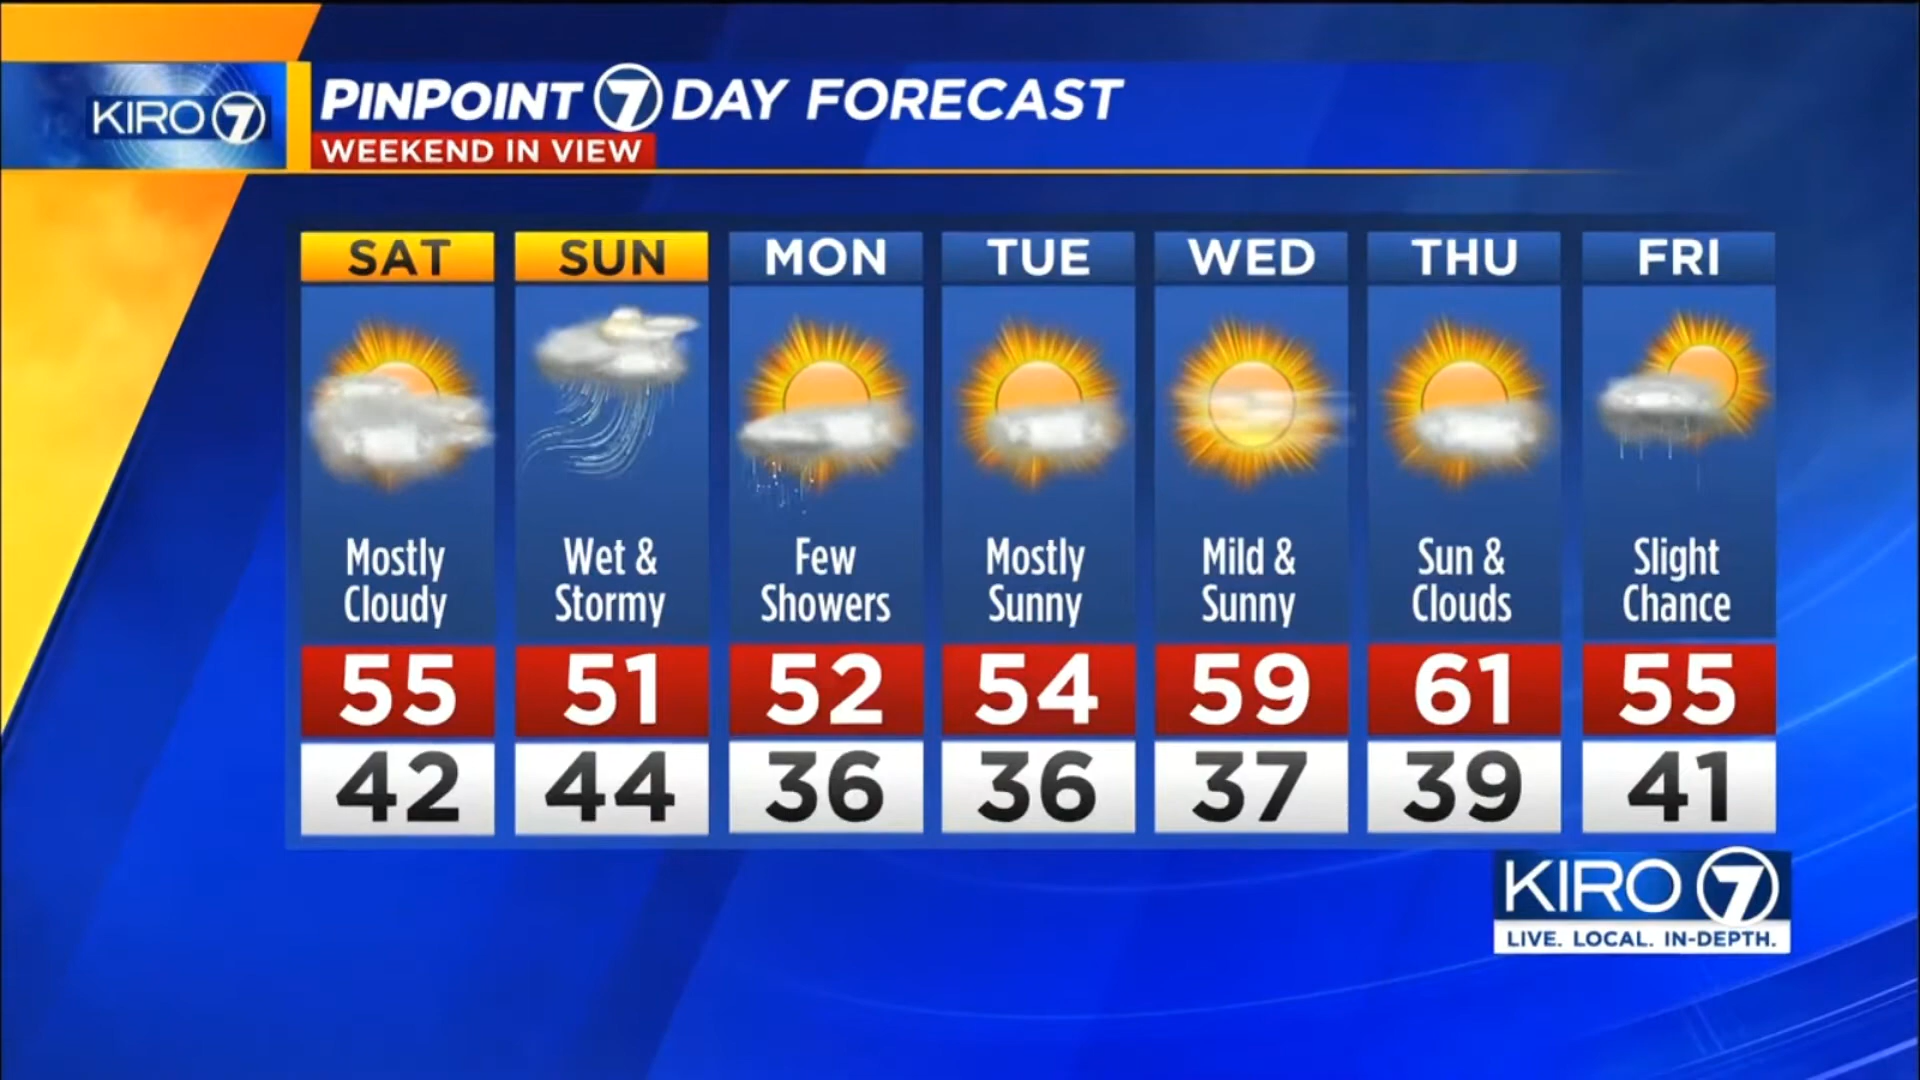 KIRO 7
PINPOINT 7 DAY FORECAST
WEEKEND IN VIEW
SAT SUN MON TUE WED THU FRI
Mostly Wet & Few Mostly Mild & Sun & Slight
Cloudy Stormy Showers Sunny Sunny Clouds Chance
55 51 52 54 59 61 55
42 44 36 36 37 39 41
KIRO 7
LIVE. LOCAL. IN-DEPTH.